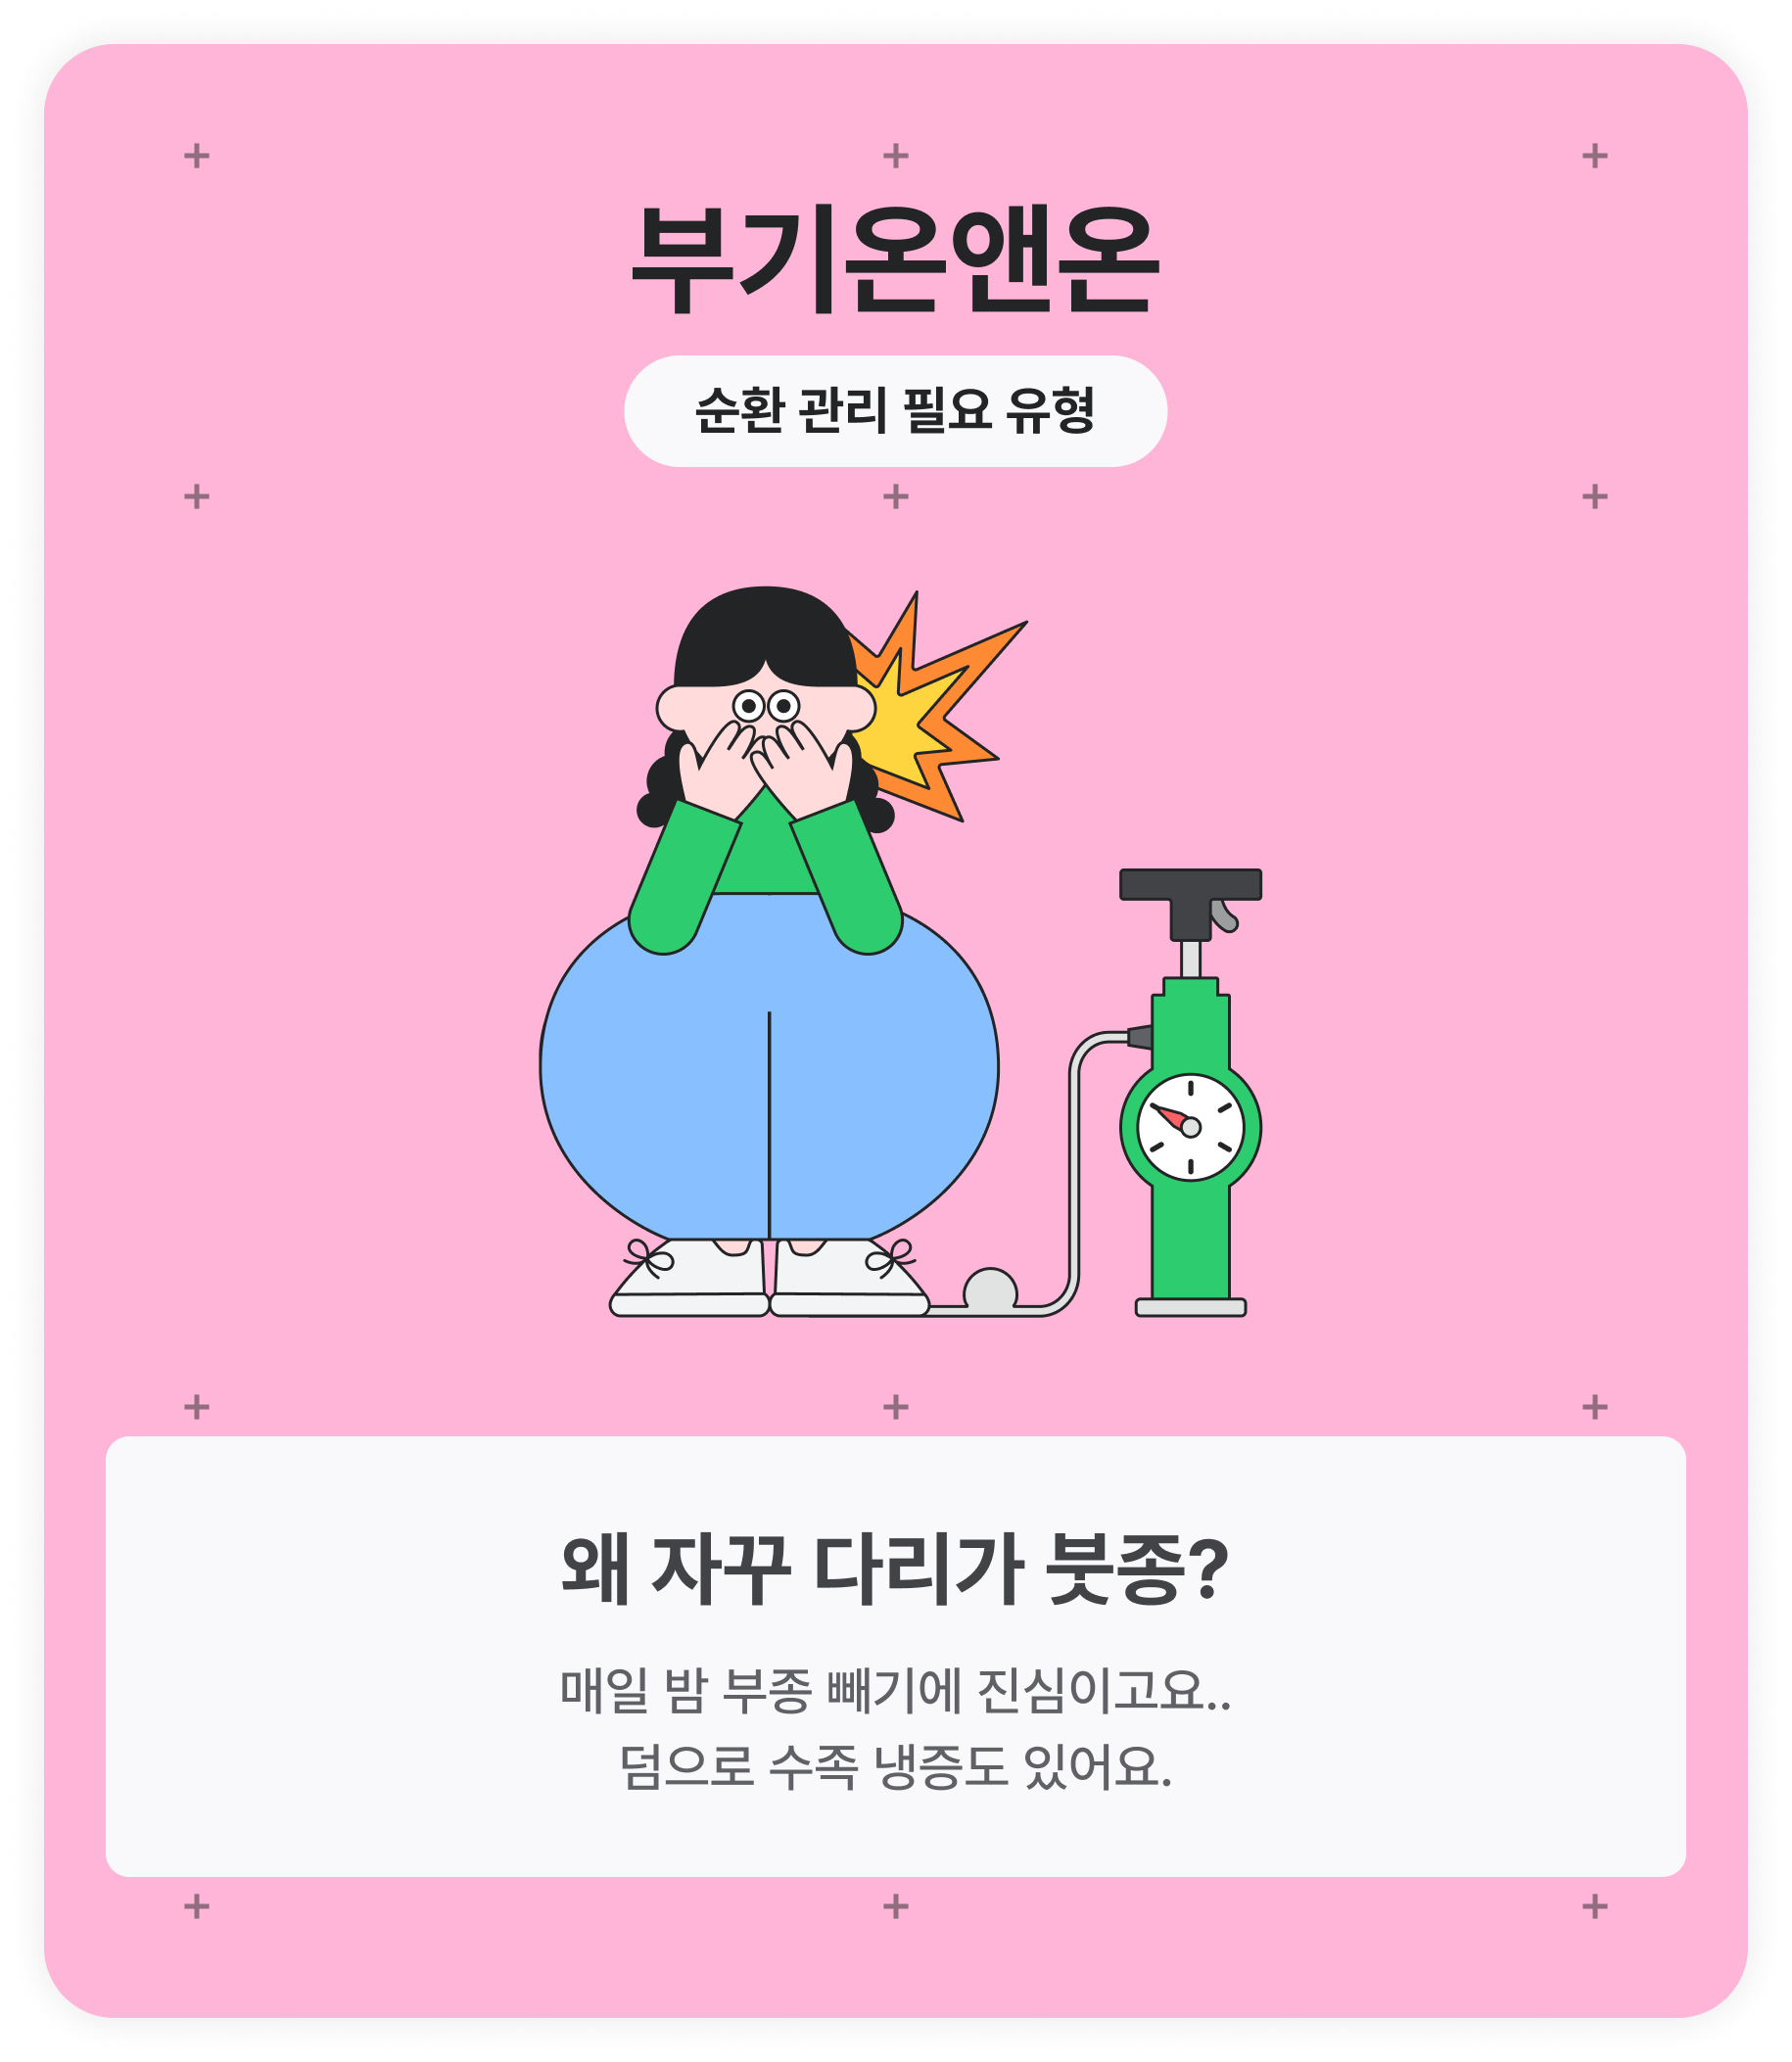 부기온앤온
순환 관리 필요 유형
왜 자꾸 다리가 붓종?
매일 밤 부종 빼기에 진심이고요..
덤으로 수족 냉증도 있어요.